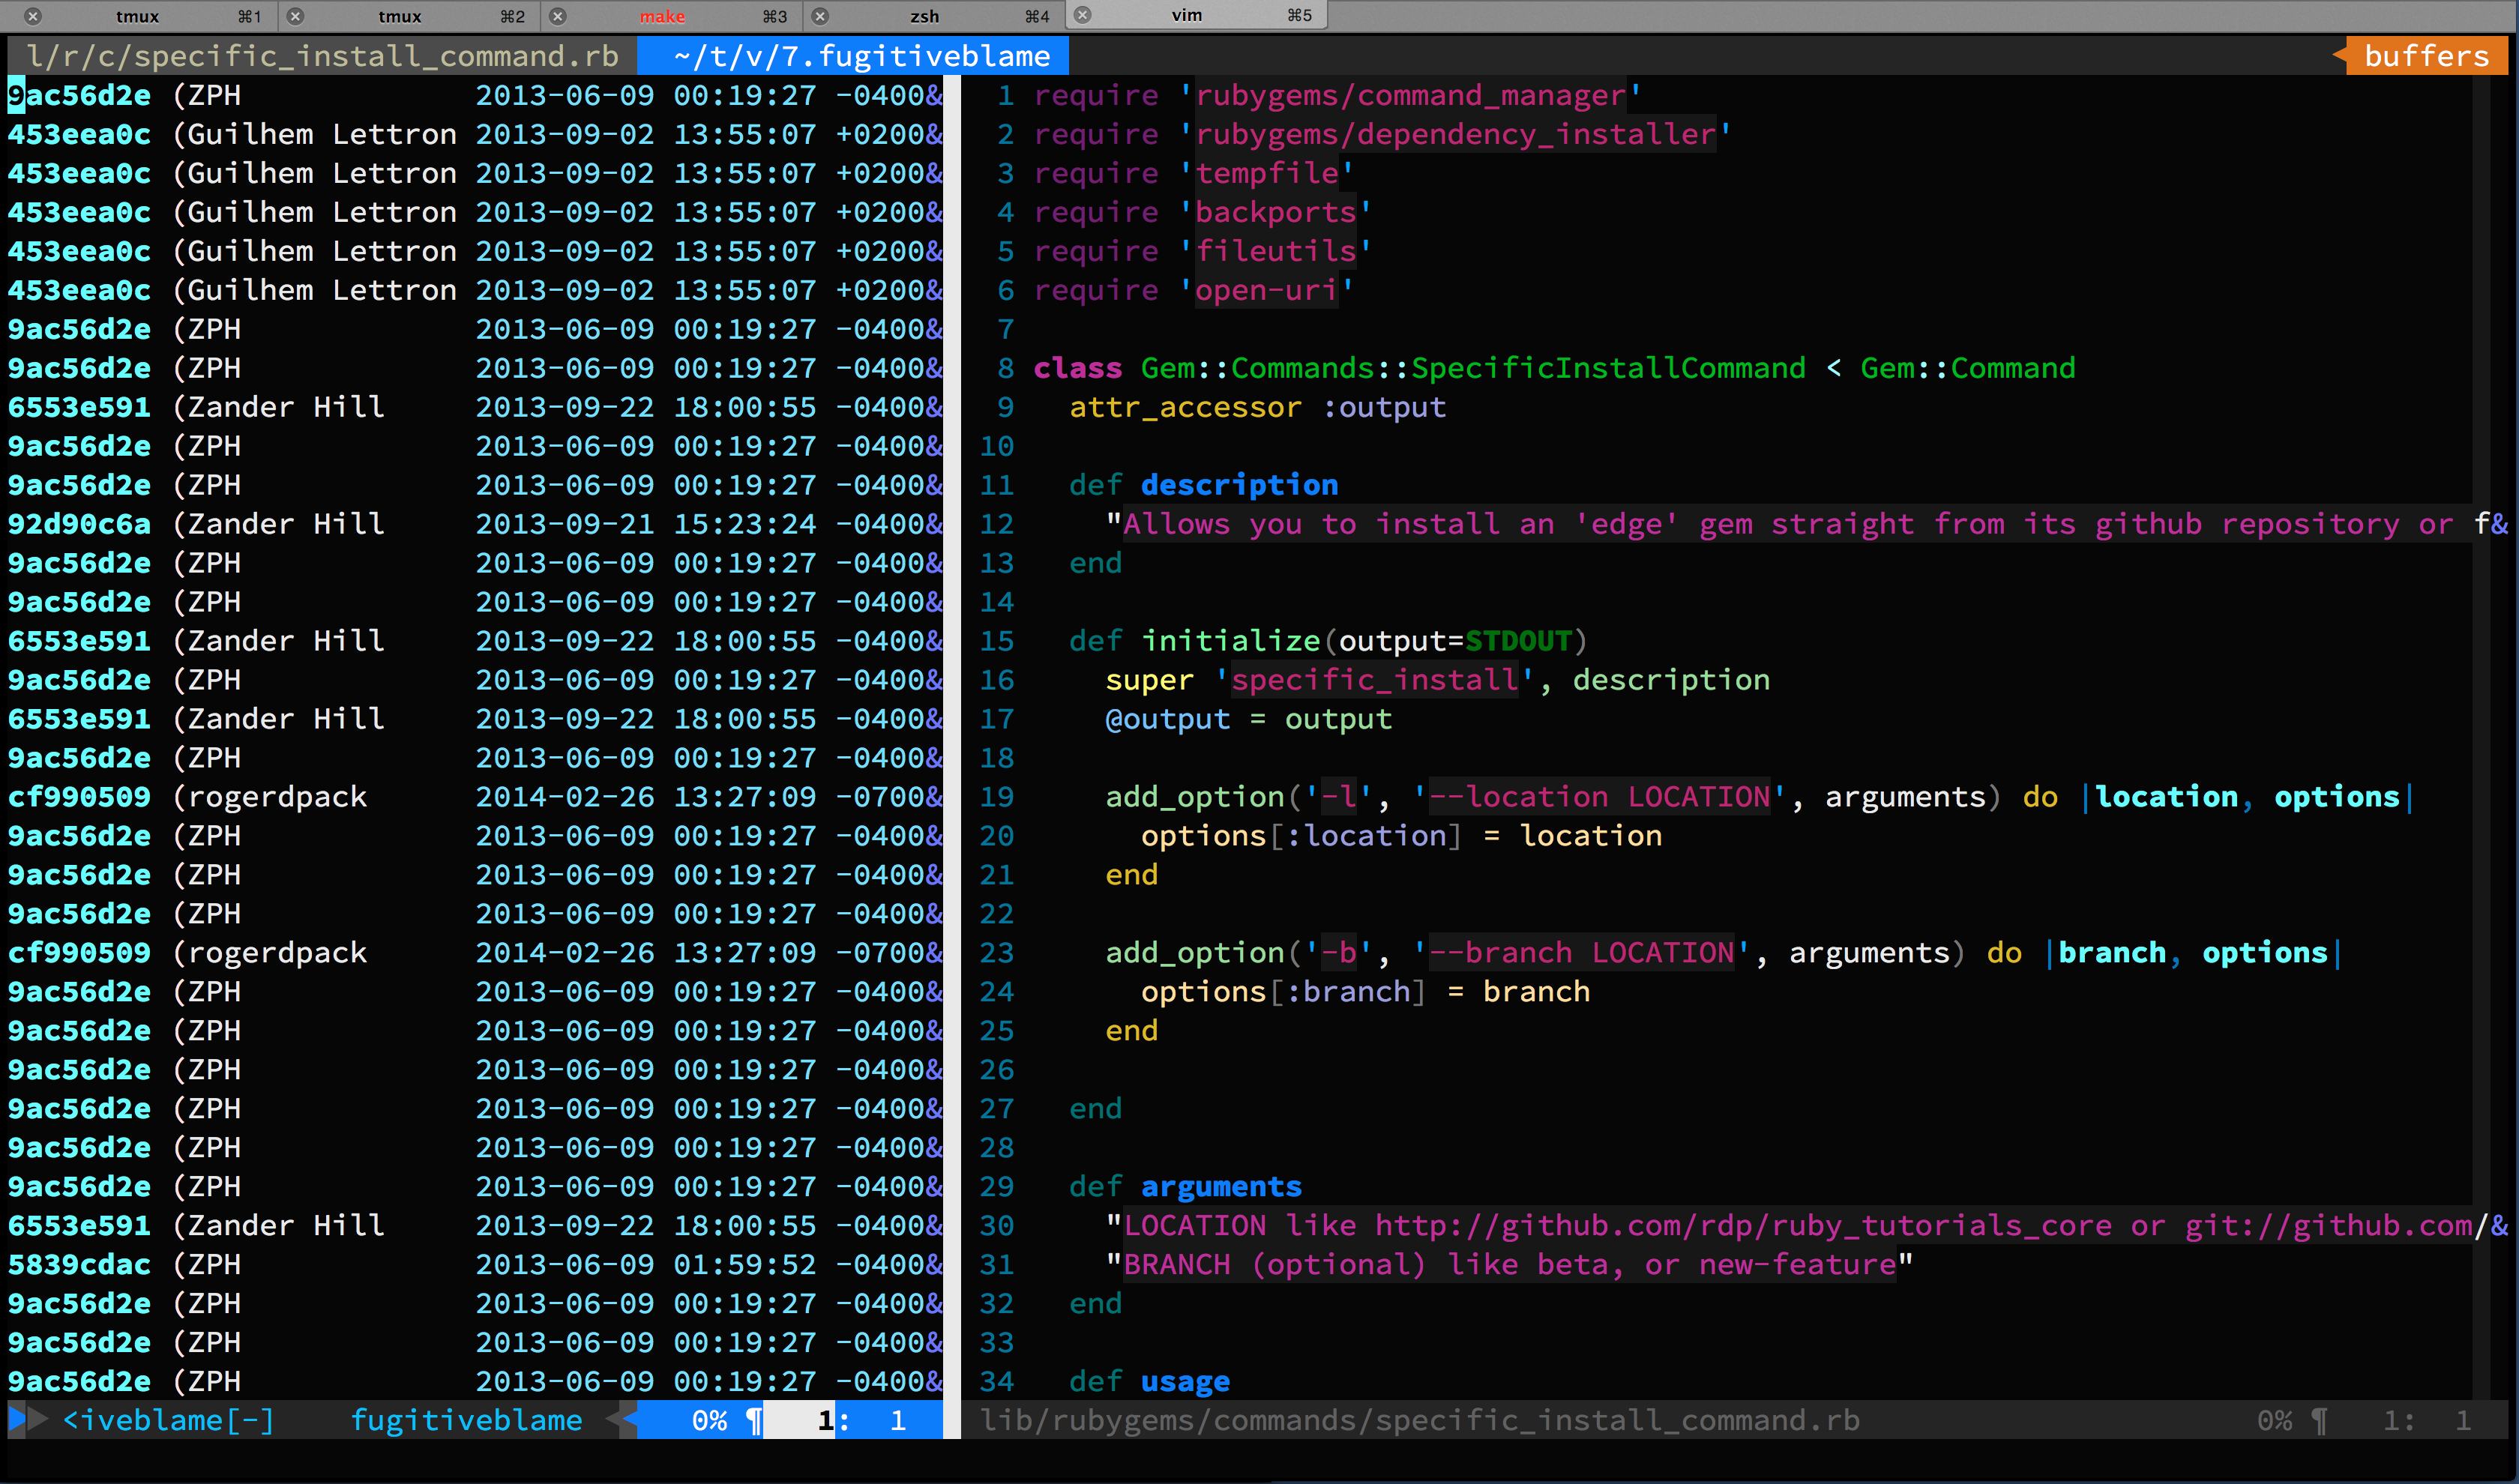 tmux ⌘1 tmux ⌘2 make ⌘3 zsh ⌘4 vim ⌘5
l/r/c/specific_install_command.rb ~/t/v/7.fugitiveblame buffers
9ac56d2e (ZPH 2013-06-09 00:19:27 -0400& 1 require 'rubygems/command_manager'
453eea0c (Guilhem Lettron 2013-09-02 13:55:07 +0200& 2 require 'rubygems/dependency_installer'
453eea0c (Guilhem Lettron 2013-09-02 13:55:07 +0200& 3 require 'tempfile'
453eea0c (Guilhem Lettron 2013-09-02 13:55:07 +0200& 4 require 'backports'
453eea0c (Guilhem Lettron 2013-09-02 13:55:07 +0200& 5 require 'fileutils'
453eea0c (Guilhem Lettron 2013-09-02 13:55:07 +0200& 6 require 'open-uri'
9ac56d2e (ZPH 2013-06-09 00:19:27 -0400& 7
9ac56d2e (ZPH 2013-06-09 00:19:27 -0400& 8 class Gem::Commands::SpecificInstallCommand < Gem::Command
6553e591 (Zander Hill 2013-09-22 18:00:55 -0400& 9 attr_accessor :output
9ac56d2e (ZPH 2013-06-09 00:19:27 -0400& 10
9ac56d2e (ZPH 2013-06-09 00:19:27 -0400& 11 def description
92d90c6a (Zander Hill 2013-09-21 15:23:24 -0400& 12 "Allows you to install an 'edge' gem straight from its github repository or f&
9ac56d2e (ZPH 2013-06-09 00:19:27 -0400& 13 end
9ac56d2e (ZPH 2013-06-09 00:19:27 -0400& 14
6553e591 (Zander Hill 2013-09-22 18:00:55 -0400& 15 def initialize(output=STDOUT)
9ac56d2e (ZPH 2013-06-09 00:19:27 -0400& 16 super 'specific_install', description
6553e591 (Zander Hill 2013-09-22 18:00:55 -0400& 17 @output = output
9ac56d2e (ZPH 2013-06-09 00:19:27 -0400& 18
cf990509 (rogerdpack 2014-02-26 13:27:09 -0700& 19 add_option('-l', '--location LOCATION', arguments) do |location, options|
9ac56d2e (ZPH 2013-06-09 00:19:27 -0400& 20 options[:location] = location
9ac56d2e (ZPH 2013-06-09 00:19:27 -0400& 21 end
9ac56d2e (ZPH 2013-06-09 00:19:27 -0400& 22
cf990509 (rogerdpack 2014-02-26 13:27:09 -0700& 23 add_option('-b', '--branch LOCATION', arguments) do |branch, options|
9ac56d2e (ZPH 2013-06-09 00:19:27 -0400& 24 options[:branch] = branch
9ac56d2e (ZPH 2013-06-09 00:19:27 -0400& 25 end
9ac56d2e (ZPH 2013-06-09 00:19:27 -0400& 26
9ac56d2e (ZPH 2013-06-09 00:19:27 -0400& 27 end
9ac56d2e (ZPH 2013-06-09 00:19:27 -0400& 28
9ac56d2e (ZPH 2013-06-09 00:19:27 -0400& 29 def arguments
6553e591 (Zander Hill 2013-09-22 18:00:55 -0400& 30 "LOCATION like http://github.com/rdp/ruby_tutorials_core or git://github.com/&
5839cdac (ZPH 2013-06-09 01:59:52 -0400& 31 "BRANCH (optional) like beta, or new-feature"
9ac56d2e (ZPH 2013-06-09 00:19:27 -0400& 32 end
9ac56d2e (ZPH 2013-06-09 00:19:27 -0400& 33
9ac56d2e (ZPH 2013-06-09 00:19:27 -0400& 34 def usage
<iveblame[-] fugitiveblame 0% ¶ 1: 1 lib/rubygems/commands/specific_install_command.rb 0% ¶ 1: 1